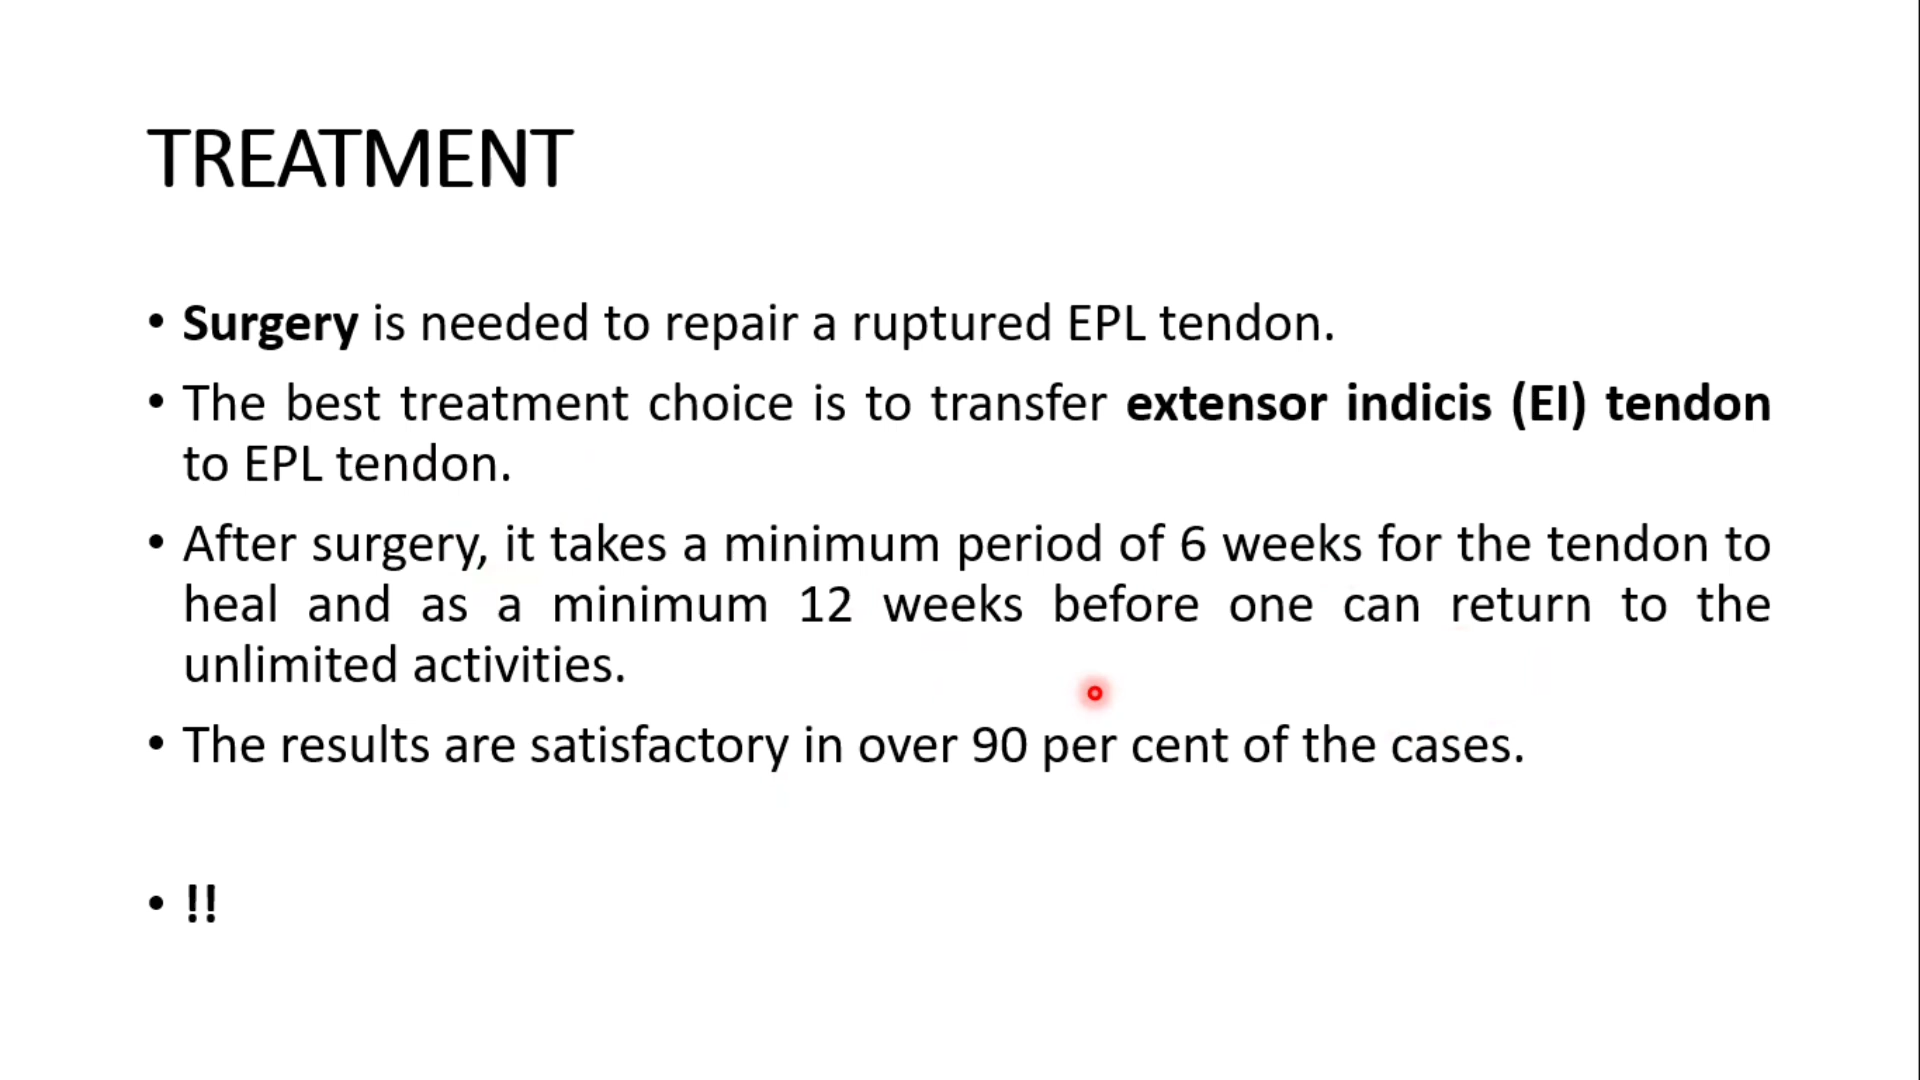 TREATMENT
• Surgery is needed to repair a ruptured EPL tendon.
• The best treatment choice is to transfer extensor indicis (EI) tendon
to EPL tendon.
• After surgery, it takes a minimum period of 6 weeks for the tendon to
heal and as a minimum 12 weeks before one can return to the
unlimited activities.
• The results are satisfactory in over 90 per cent of the cases.
• !!